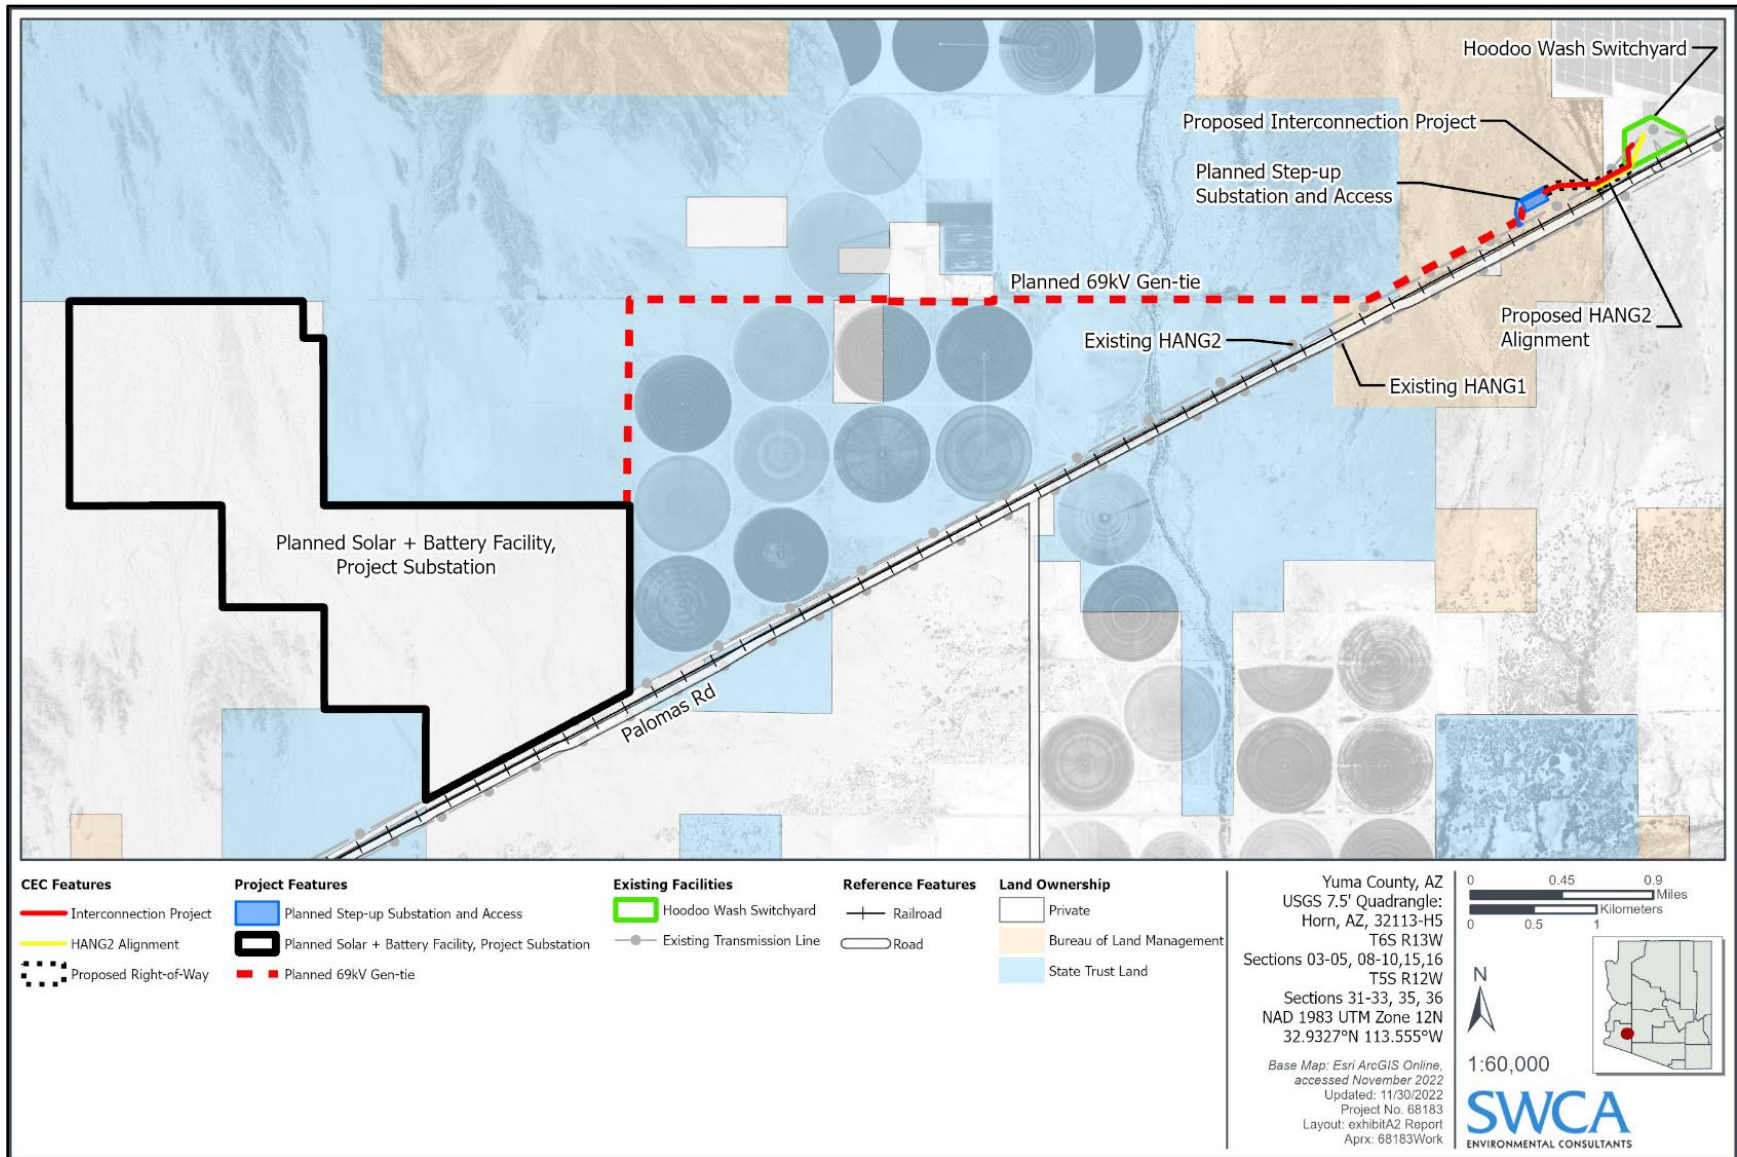 Hoodoo Wash Switchyard
Proposed Interconnection Project
Planned Step-up
Substation and Access
Planned 69kV Gen-tie
Proposed HANG2
Alignment
Existing HANG2
Existing HANG1
Planned Solar + Battery Facility,
Project Substation
Palomas Rd
CEC Features
Interconnection Project
HANG2 Alignment
Proposed Right-of-Way
Project Features
Planned Step-up Substation and Access
Planned Solar + Battery Facility, Project Substation
Planned 69kV Gen-tie
Existing Facilities
Hoodoo Wash Switchyard
Existing Transmission Line
Reference Features
Railroad
Road
Land Ownership
Private
Bureau of Land Management
State Trust Land
Yuma County, AZ
USGS 7.5' Quadrangle:
Horn, AZ, 32113-H5
T6S R13W
Sections 03-05, 08-10,15,16
T5S R12W
Sections 31-33, 35, 36
NAD 1983 UTM Zone 12N
32.9327°N 113.555°W
Base Map: Esri ArcGIS Online,
accessed November 2022
Updated: 11/30/2022
Project No. 68183
Layout: exhibitA2 Report
Aprx: 68183Work
0 0.45 0.9
Miles
Kilometers
0 0.5 1
N
1:60,000
SWCA
ENVIRONMENTAL CONSULTANTS